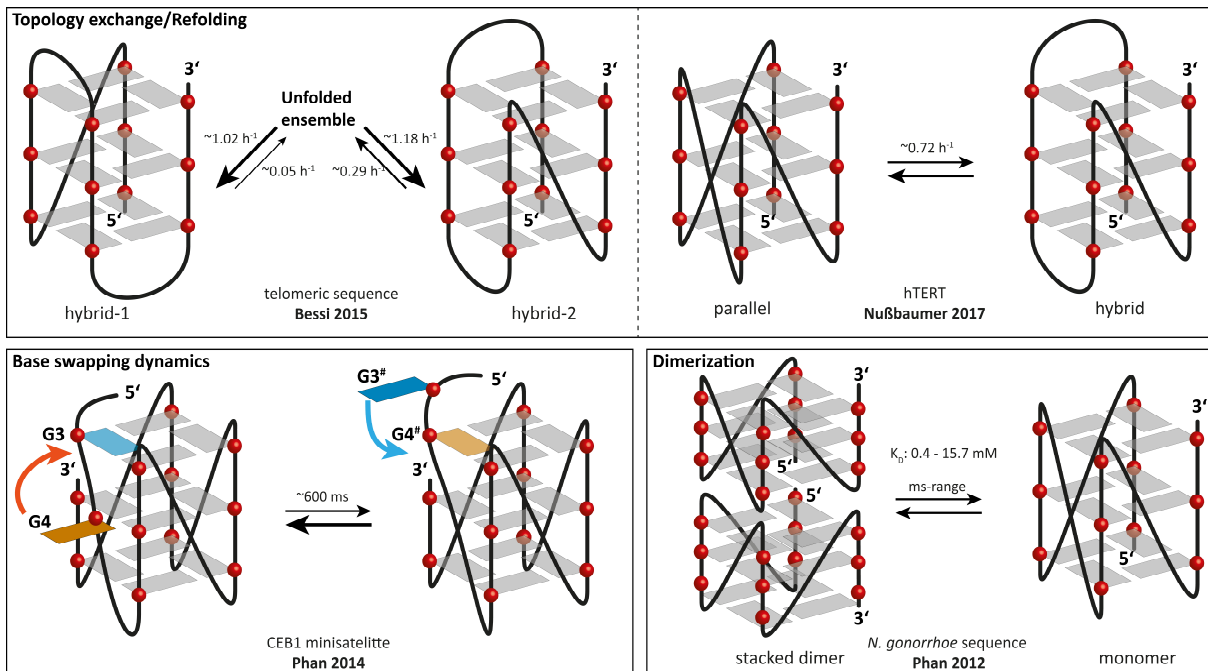 Topology exchange/Refolding
3‘
Unfolded
ensemble
~1.02 h-1
~0.05 h-1
~1.18 h-1
~0.29 h-1
5‘
hybrid-1
telomeric sequence
Bessi 2015
3‘
5‘
hybrid-2
3‘
5‘
parallel
~0.72 h-1
hTERT
Nußbaumer 2017
3‘
5‘
hybrid
Base swapping dynamics
5‘
G3
3‘
G4
~600 ms
G3#
5‘
G4#
3‘
CEB1 minisatelitte
Phan 2014
Dimerization
3‘
5‘
5‘
3‘
stacked dimer
KD: 0.4 - 15.7 mM
ms-range
N. gonorrhoe sequence
Phan 2012
3‘
5‘
monomer